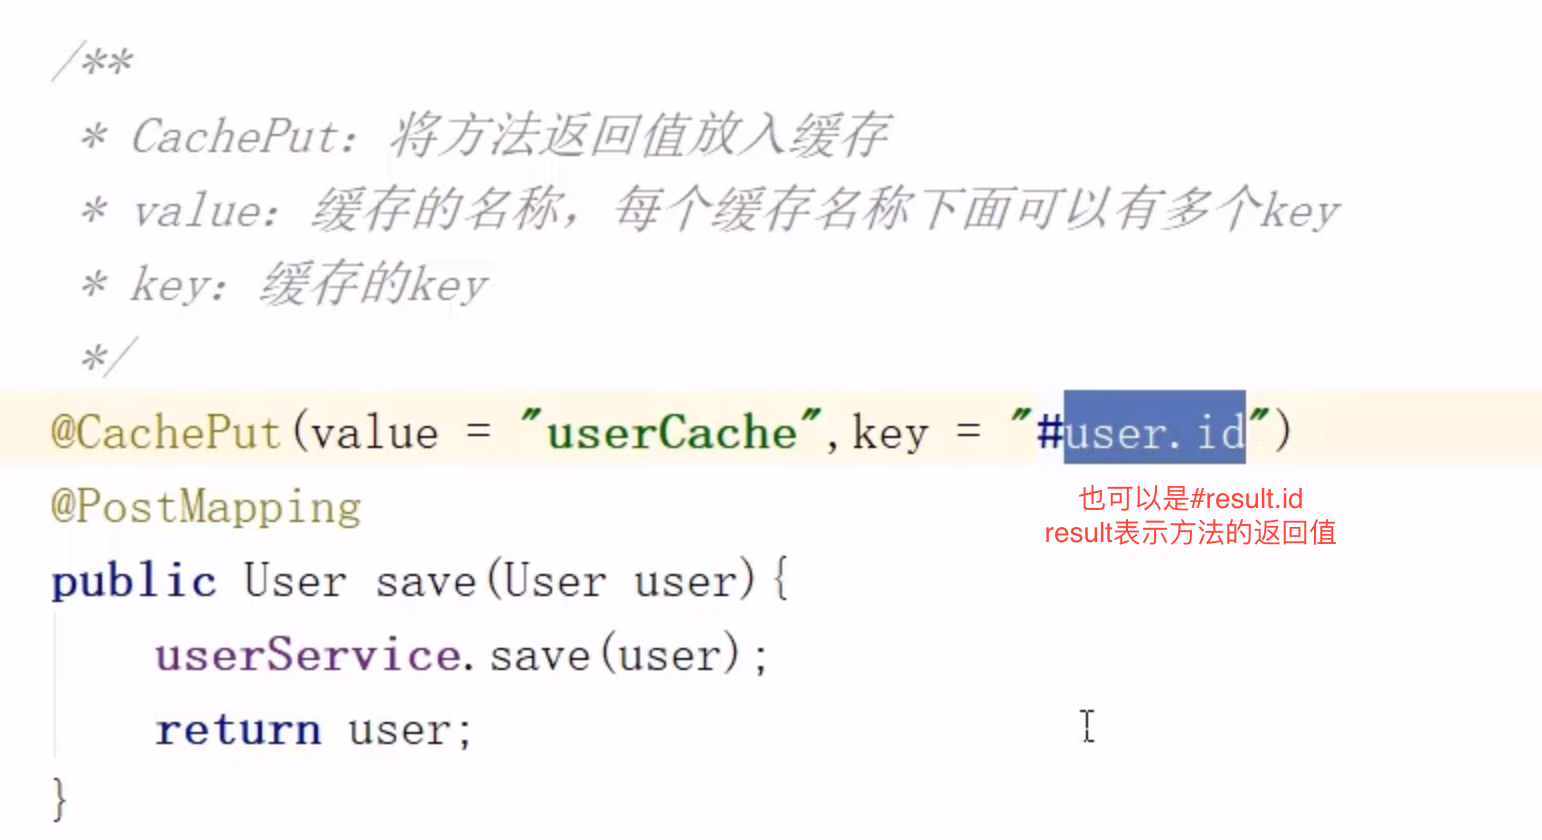 /**
* CachePut：将方法返回值放入缓存
* value：缓存的名称，每个缓存名称下面可以有多个key
* key：缓存的key
*/
@CachePut(value = "userCache",key = "#user.id")
@PostMapping
也可以是#result.id
result表示方法的返回值
public User save(User user){
userService.save(user);
return user;
}